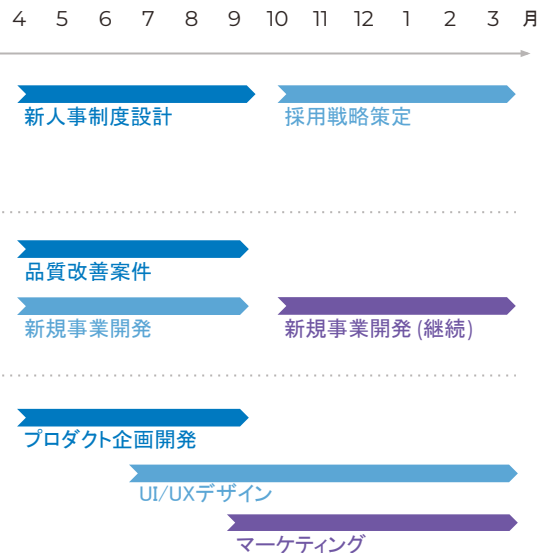 4 5 6 7 8 9 10 11 12 1 2 3 月
新人事制度設計 採用戦略策定
品質改善案件
新規事業開発 新規事業開発 (継続)
プロダクト企画開発
UI/UXデザイン
マーケティング